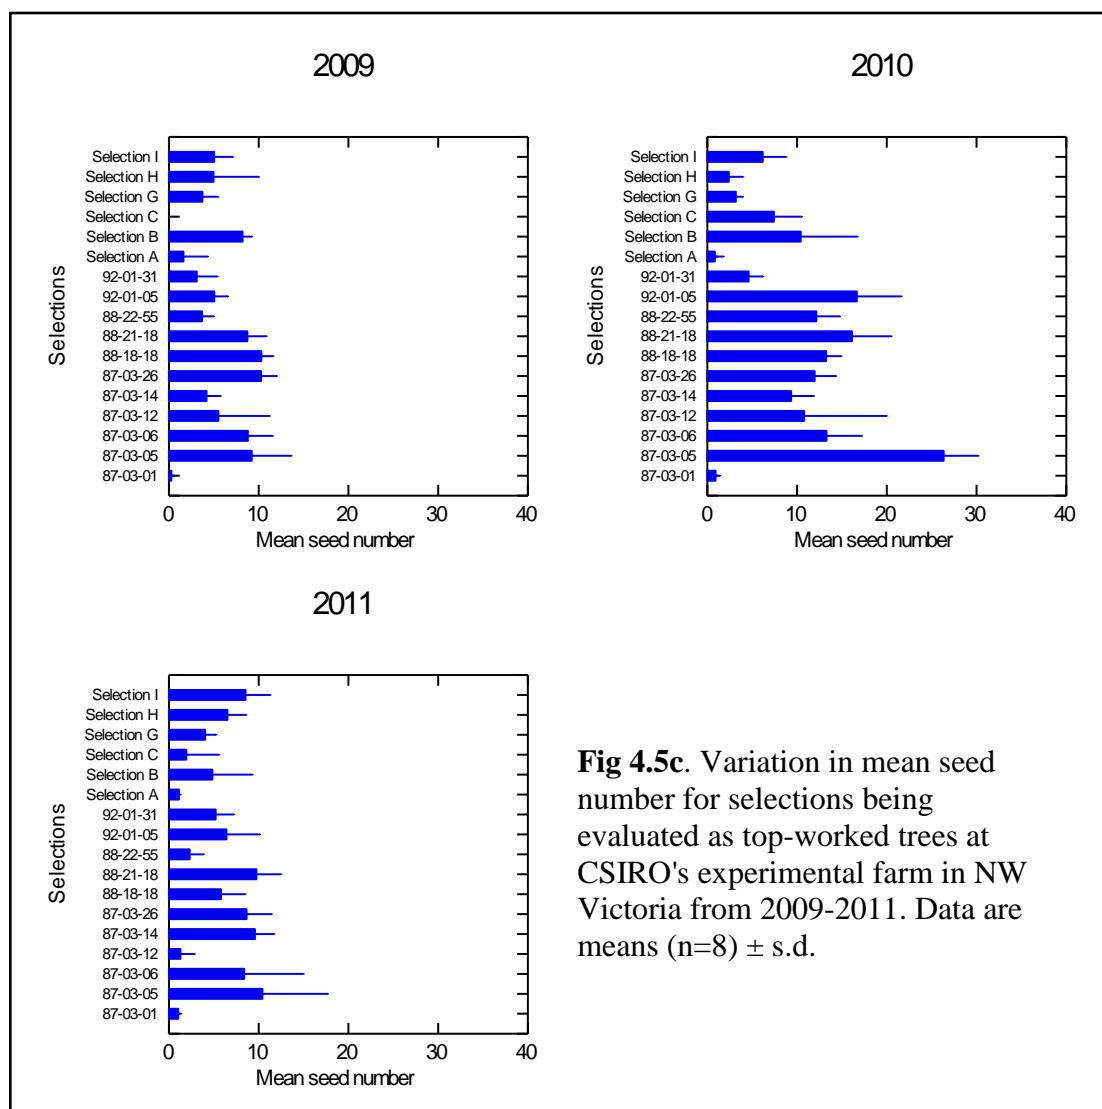 2009
Selection I
Selection H
Selection G
Selection C
Selection B
Selection A
92-01-31
92-01-05
88-22-55
88-21-18
88-18-18
87-03-26
87-03-14
87-03-12
87-03-06
87-03-05
87-03-01
Selections
0 10 20 30 40
Mean seed number
2010
Selection I
Selection H
Selection G
Selection C
Selection B
Selection A
92-01-31
92-01-05
88-22-55
88-21-18
88-18-18
87-03-26
87-03-14
87-03-12
87-03-06
87-03-05
87-03-01
Selections
0 10 20 30 40
Mean seed number
2011
Selection I
Selection H
Selection G
Selection C
Selection B
Selection A
92-01-31
92-01-05
88-22-55
88-21-18
88-18-18
87-03-26
87-03-14
87-03-12
87-03-06
87-03-05
87-03-01
Selections
0 10 20 30 40
Mean seed number
Fig 4.5c. Variation in mean seed
number for selections being
evaluated as top-worked trees at
CSIRO's experimental farm in NW
Victoria from 2009-2011. Data are
means (n=8) ± s.d.